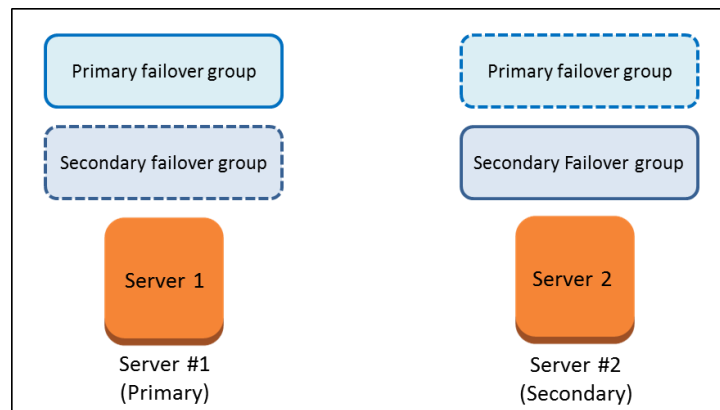 Primary failover group
Primary failover group
Secondary failover group
Secondary Failover group
Server 1
Server 2
Server #1
(Primary)
Server #2
(Secondary)